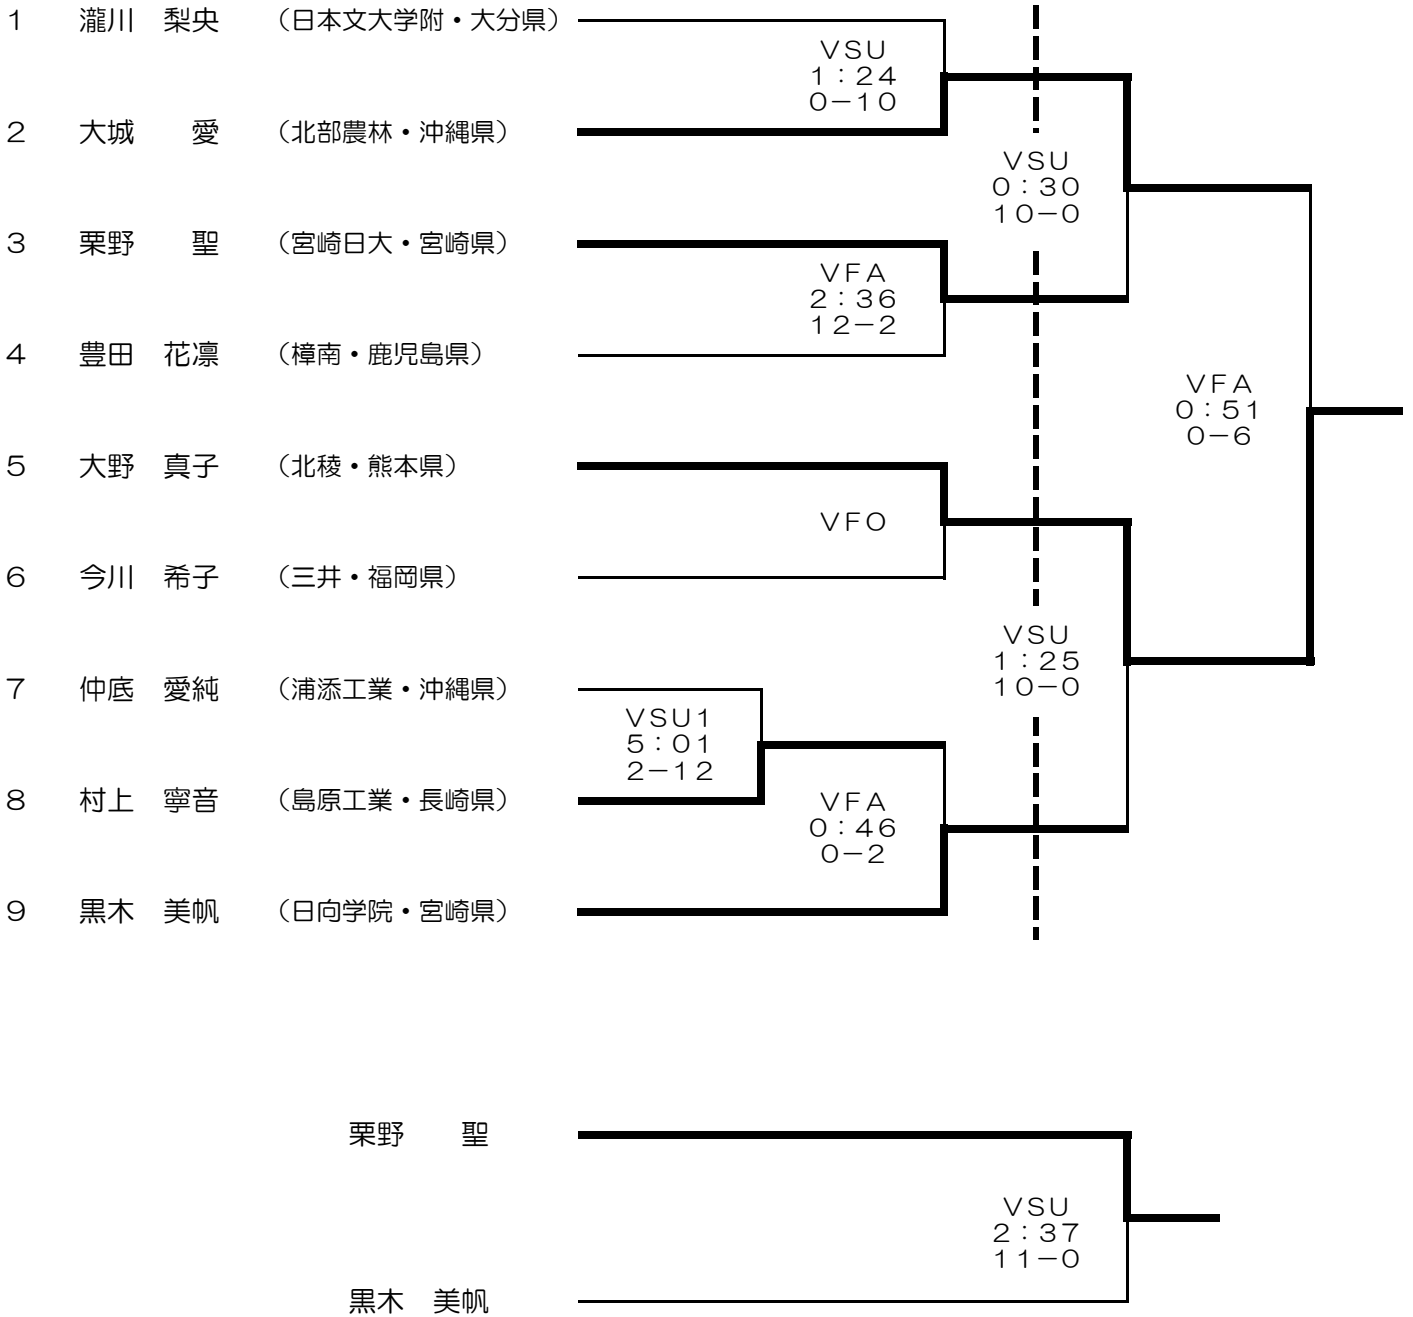 1 瀧川 梨央 （日本文大学附・大分県）
VSU
1：24
0－10
2 大城 愛 （北部農林・沖縄県）
VSU
0：30
10－0
3 栗野 聖 （宮崎日大・宮崎県）
VFA
2：36
12－2
4 豊田 花凛 （樟南・鹿児島県）
VFA
0：51
0－6
5 大野 真子 （北稜・熊本県）
VFO
6 今川 希子 （三井・福岡県）
VSU
1：25
10－0
7 仲底 愛純 （浦添工業・沖縄県）
VSU1
5：01
2－12
8 村上 寧音 （島原工業・長崎県）
VFA
0：46
0－2
9 黒木 美帆 （日向学院・宮崎県）
栗野 聖
VSU
2：37
11－0
黒木 美帆